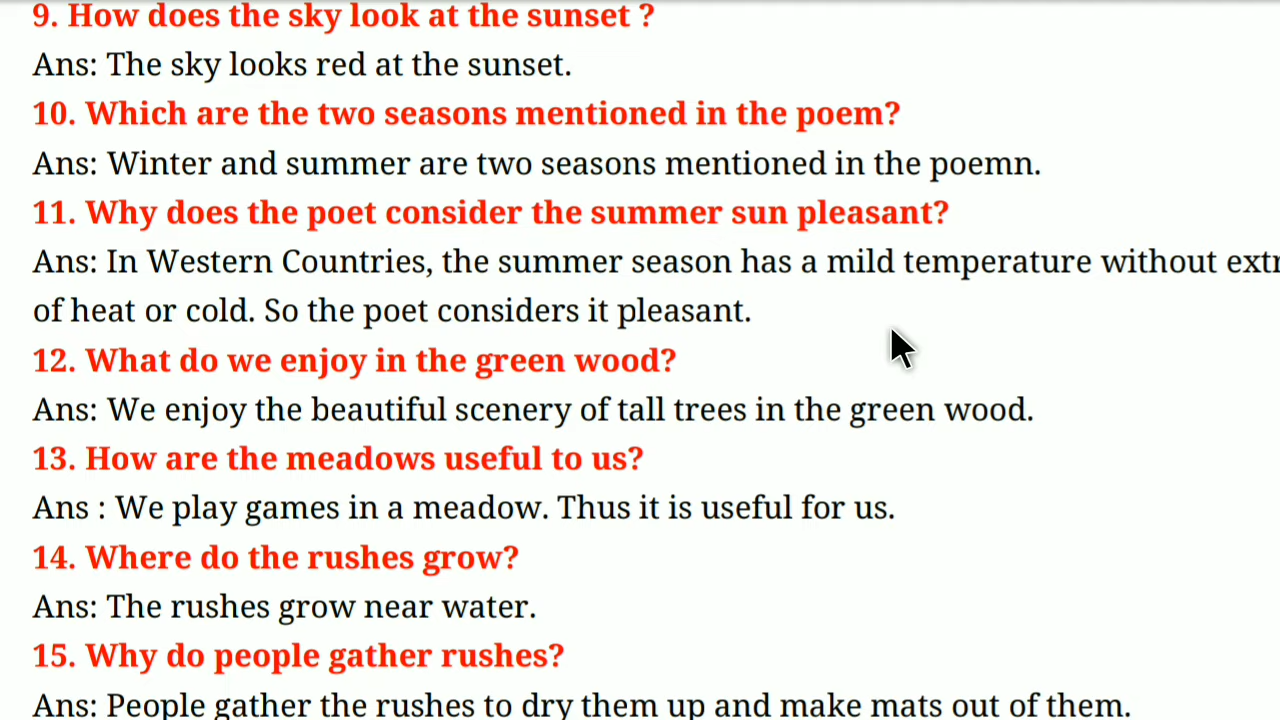 9. How does the sky look at the sunset ?
Ans: The sky looks red at the sunset.
10. Which are the two seasons mentioned in the poem?
Ans: Winter and summer are two seasons mentioned in the poemn.
11. Why does the poet consider the summer sun pleasant?
Ans: In Western Countries, the summer season has a mild temperature without
of heat or cold. So the poet considers it pleasant.
12. What do we enjoy in the green wood?
Ans: We enjoy the beautiful scenery of tall trees in the green wood.
13. How are the meadows useful to us?
Ans : We play games in a meadow. Thus it is useful for us.
14. Where do the rushes grow?
Ans: The rushes grow near water.
15. Why do people gather rushes?
Ans: People gather the rushes to dry them up and make mats out of them.